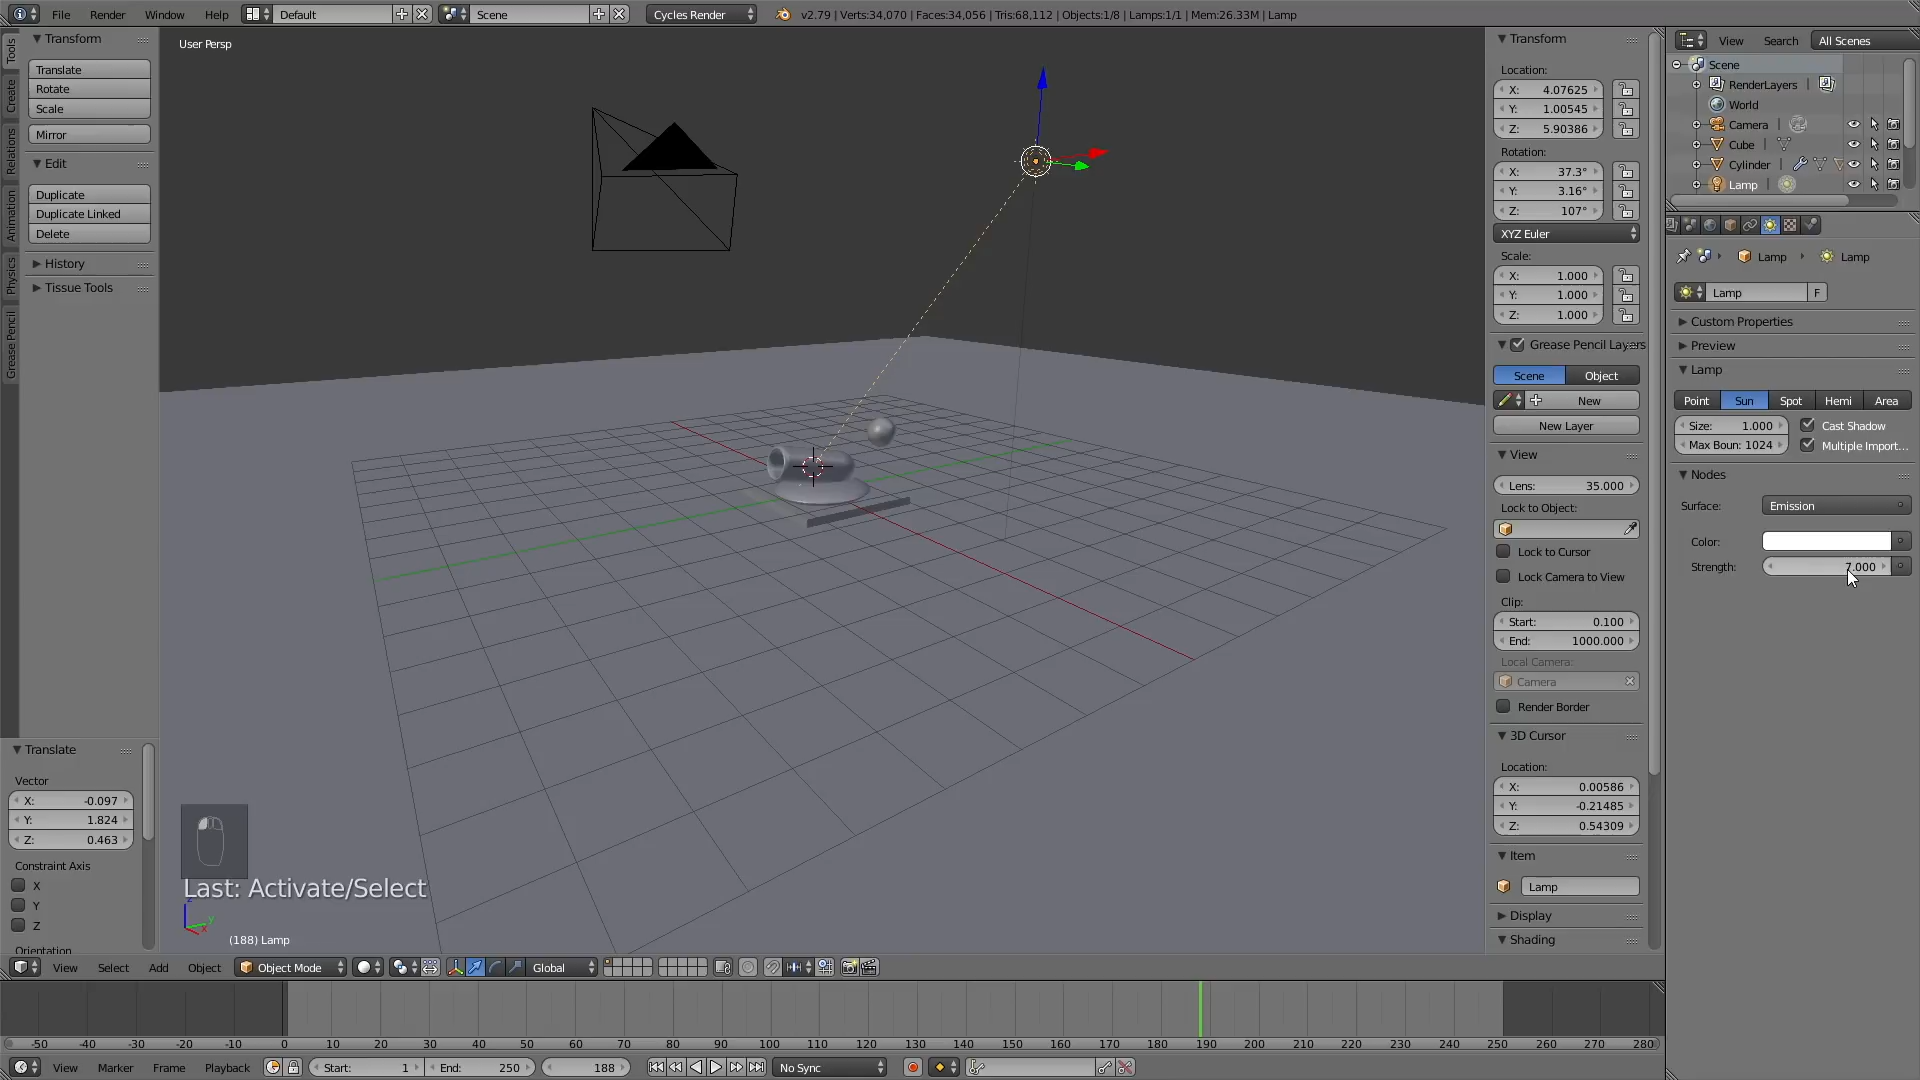 File Render Window Help Default Scene Cycles Render v2.79 | Verts:34,070 | Faces:34,056 | Tris:68,112 | Objects:1/8 | Lamps:1/1 | Mem:26.33M | Lamp
Tools
Create
Relations
Animation
Physics
Grease Pencil
Transform
Translate
Rotate
Scale
Mirror
Edit
Duplicate
Duplicate Linked
Delete
History
Tissue Tools
Translate
Vector
X: -0.097
Y: 1.824
Z: 0.463
Constraint Axis
X
Y
Z
Orientation
User Persp
Last: Activate/Select
(188) Lamp
Transform
Location:
X: 4.07625
Y: 1.00545
Z: 5.90386
Rotation:
X: 37.3°
Y: 3.16°
Z: 107°
XYZ Euler
Scale:
X: 1.000
Y: 1.000
Z: 1.000
Grease Pencil Layers
Scene Object
New
New Layer
View
Lens: 35.000
Lock to Object:
Lock to Cursor
Lock Camera to View
Clip:
Start: 0.100
End: 1000.000
Local Camera:
Camera
Render Border
3D Cursor
Location:
X: 0.00586
Y: -0.21485
Z: 0.54309
Item
Lamp
Display
Shading
View Search All Scenes
Scene
RenderLayers |
World
Camera |
Cube |
Cylinder |
Lamp |
Lamp Lamp
Lamp F
Custom Properties
Preview
Lamp
Point Sun Spot Hemi Area
Size: 1.000 Cast Shadow
Max Boun: 1024 Multiple Import...
Nodes
Surface: Emission
Color:
Strength: 7.000
View Select Add Object Object Mode Global
-50 -40 -30 -20 -10 0 10 20 30 40 50 60 70 80 90 100 110 120 130 140 150 160 170 180 190 200 210 220 230 240 250 260 270 280
View Marker Frame Playback Start: 1 End: 250 188 No Sync